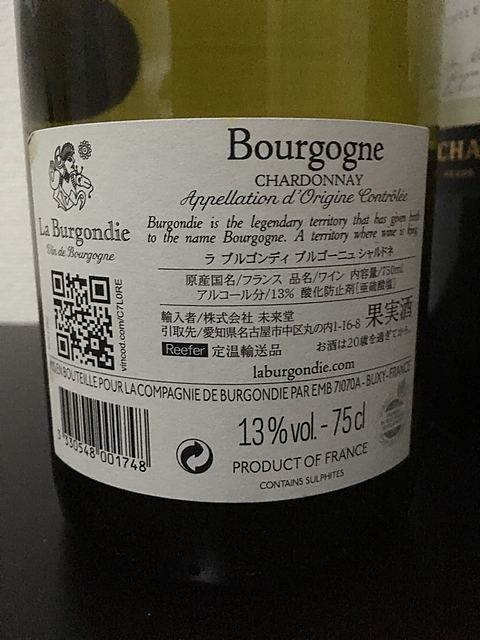 Bourgogne
CHARDONNAY
Appellation d'Origine Contrôlée
La Burgondie
Vin de Bourgogne
Burgondie is the legendary territory that has given birth
to the name Bourgogne. A territory where wine is king.
ラ ブルゴンディ ブルゴーニュ シャルドネ
原産国名/フランス 品名/ワイン 内容量/750ml
アルコール分/13% 酸化防止剤[亜硫酸塩]
輸入者/株式会社 未来堂
引取先/愛知県名古屋市中区丸の内1-16-8
果実酒
Reefer 定温輸送品
お酒は20歳を過ぎてから
vincod.com/C7L0RE
laburgondie.com
EN BOUTEILLE POUR LA COMPAGNIE DE BURGONDIE PAR EMB 71070A - BUXY - FRANCE
3 330548 001748
13% vol. - 75 cl
PRODUCT OF FRANCE
CONTAINS SULPHITES
CHA